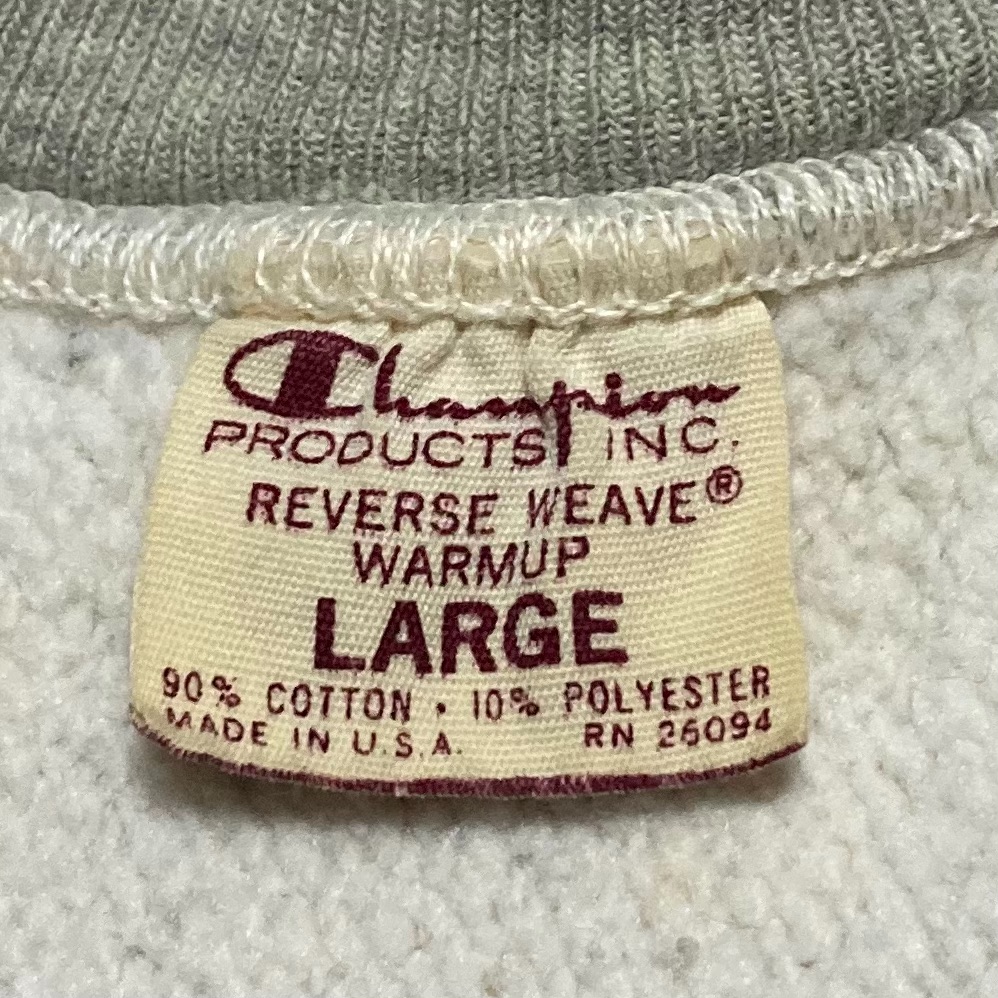 Champion
PRODUCTS INC.
REVERSE WEAVE®
WARMUP
LARGE
90% COTTON · 10% POLYESTER
MADE IN U.S.A. RN 26094